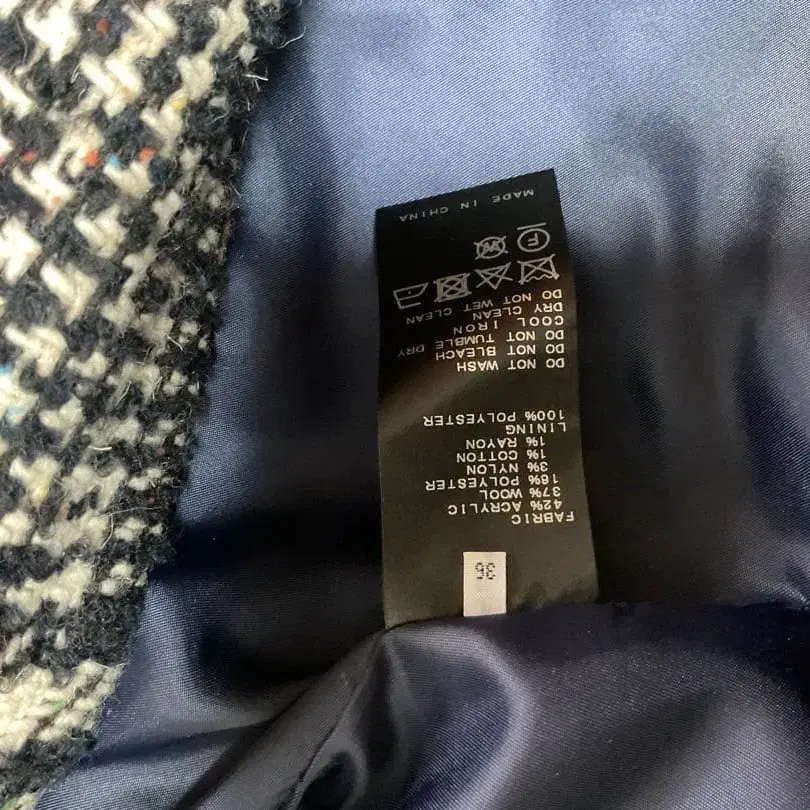 36
FABRIC
42% ACRYLIC
37% WOOL
16% POLYESTER
3% NYLON
1% COTTON
1% RAYON
LINING
100% POLYESTER
DO NOT WASH
DO NOT BLEACH
DO NOT TUMBLE DRY
COOL IRON
DRY CLEAN
DO NOT WET CLEAN
F
W
MADE IN CHINA